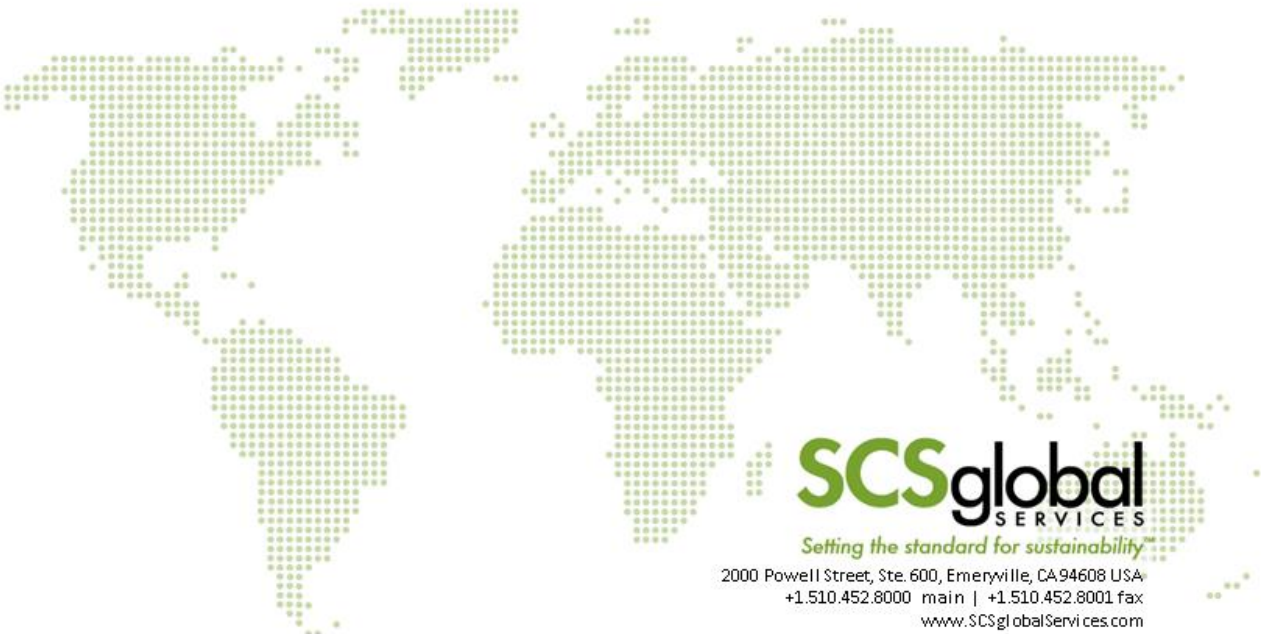 SCSglobal
SERVICES
Setting the standard for sustainability™
2000 Powell Street, Ste. 600, Emeryville, CA 94608 USA
+1.510.452.8000 main | +1.510.452.8001 fax
www.SCSglobalServices.com